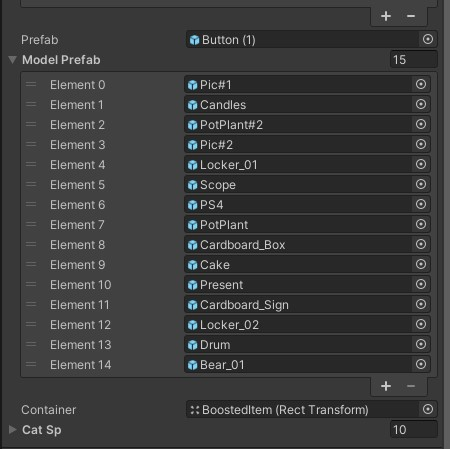 Prefab Button (1)
Model Prefab 15
Element 0 Pic#1
Element 1 Candles
Element 2 PotPlant#2
Element 3 Pic#2
Element 4 Locker_01
Element 5 Scope
Element 6 PS4
Element 7 PotPlant
Element 8 Cardboard_Box
Element 9 Cake
Element 10 Present
Element 11 Cardboard_Sign
Element 12 Locker_02
Element 13 Drum
Element 14 Bear_01
Container BoostedItem (Rect Transform)
Cat Sp 10